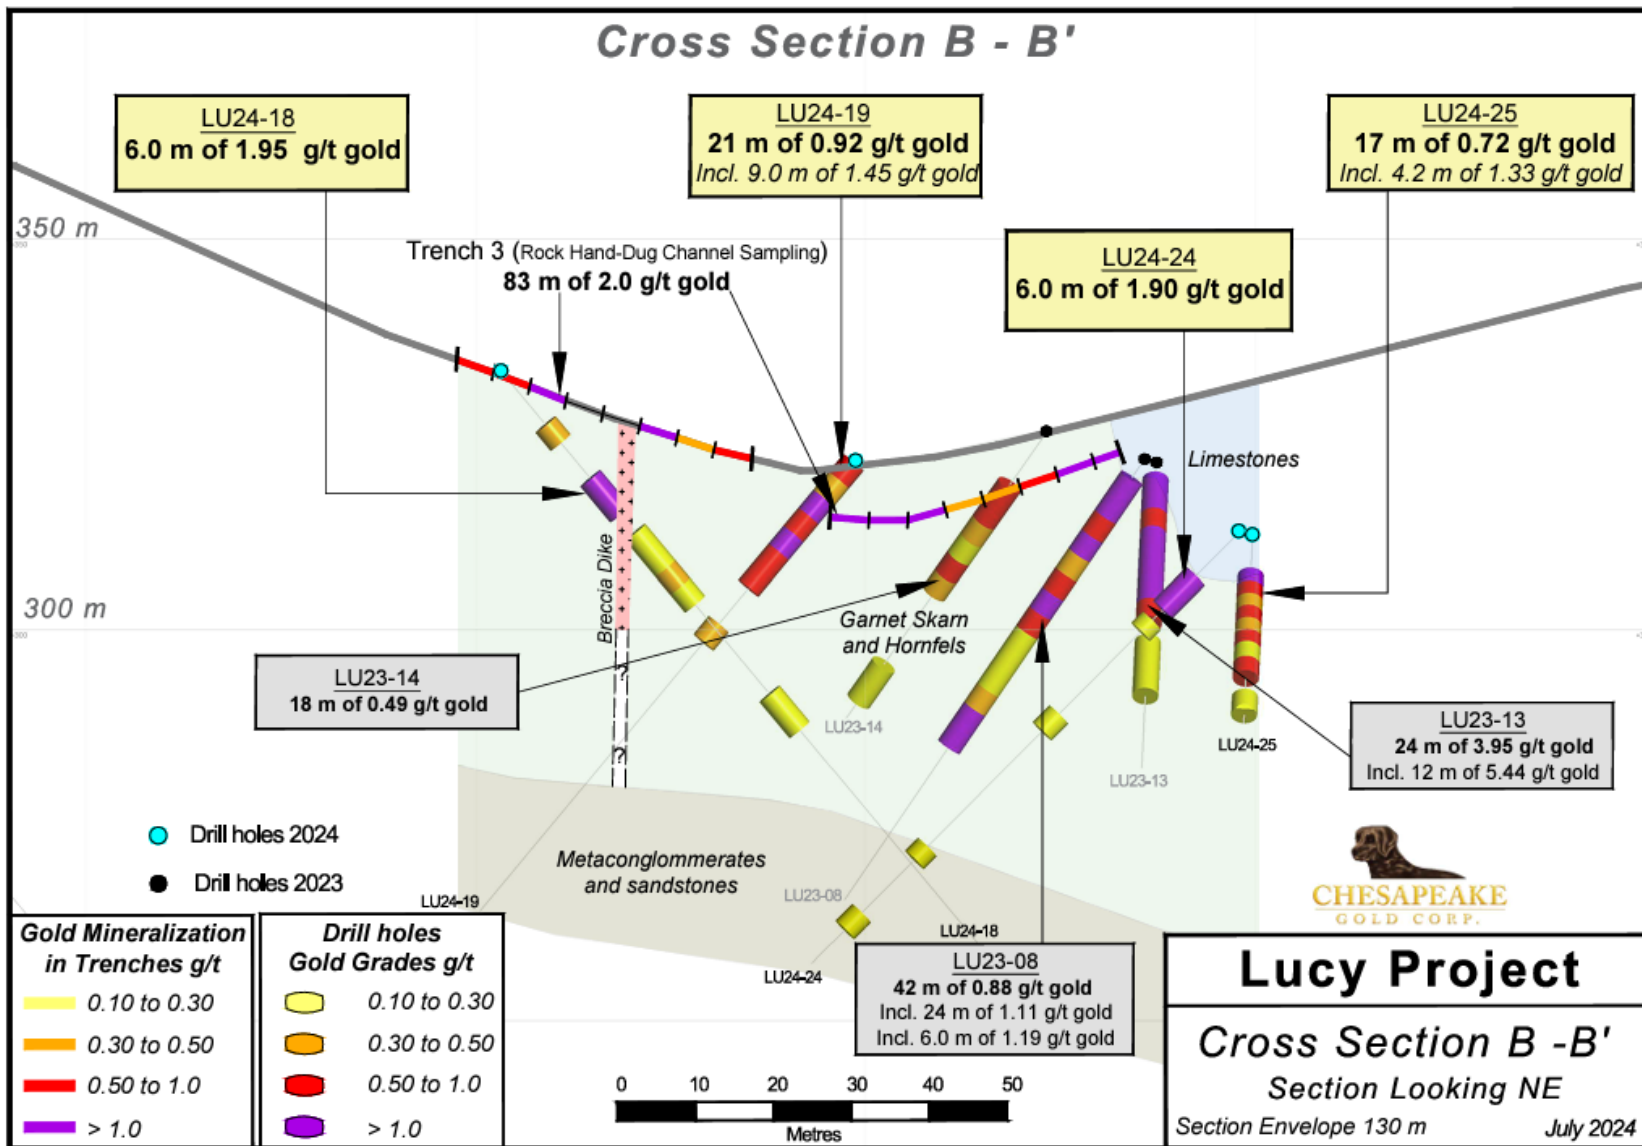 Cross Section B - B'
LU24-18
6.0 m of 1.95 g/t gold
LU24-19
21 m of 0.92 g/t gold
Incl. 9.0 m of 1.45 g/t gold
LU24-25
17 m of 0.72 g/t gold
Incl. 4.2 m of 1.33 g/t gold
350 m
Trench 3 (Rock Hand-Dug Channel Sampling)
83 m of 2.0 g/t gold
LU24-24
6.0 m of 1.90 g/t gold
Limestones
Breccia Dike
300 m
Garnet Skarn
and Hornfels
?
?
LU23-14
18 m of 0.49 g/t gold
LU23-14
LU24-25
LU23-13
LU23-13
24 m of 3.95 g/t gold
Incl. 12 m of 5.44 g/t gold
Drill holes 2024
Drill holes 2023
Metaconglommerates
and sandstones
LU23-08
LU24-19
LU24-18
LU24-24
CHESAPEAKE
GOLD CORP.
LU23-08
42 m of 0.88 g/t gold
Incl. 24 m of 1.11 g/t gold
Incl. 6.0 m of 1.19 g/t gold
Gold Mineralization
in Trenches g/t
0.10 to 0.30
0.30 to 0.50
0.50 to 1.0
> 1.0
Drill holes
Gold Grades g/t
0.10 to 0.30
0.30 to 0.50
0.50 to 1.0
> 1.0
0 10 20 30 40 50
Metres
Lucy Project
Cross Section B -B'
Section Looking NE
Section Envelope 130 m July 2024